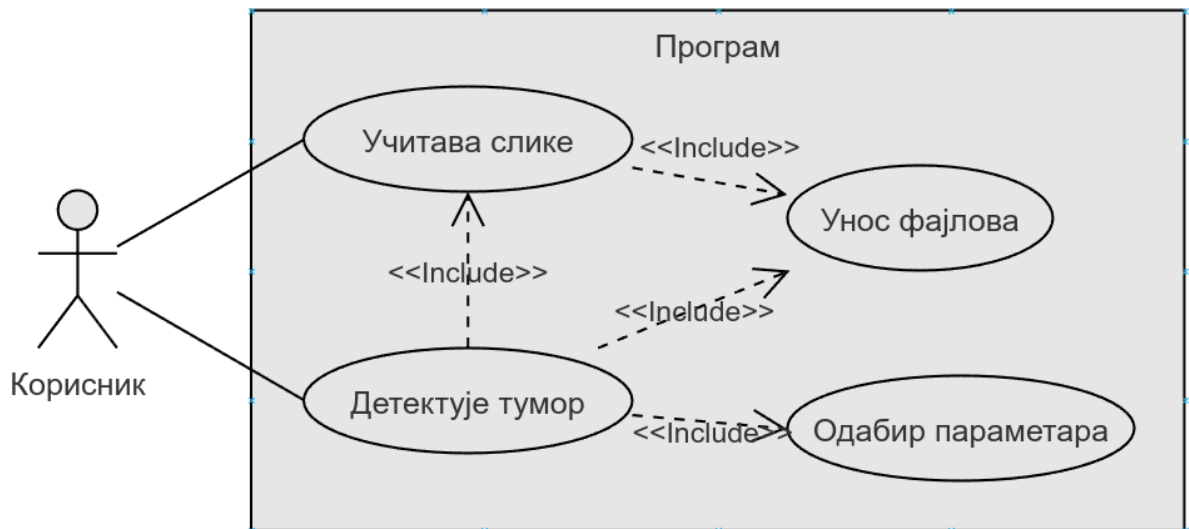 Програм
Учитава слике
<<Include>>
Унос фајлова
<<Include>>
<<Include>>
Корисник
Детектује тумор
<<Include>>
Одабир параметара